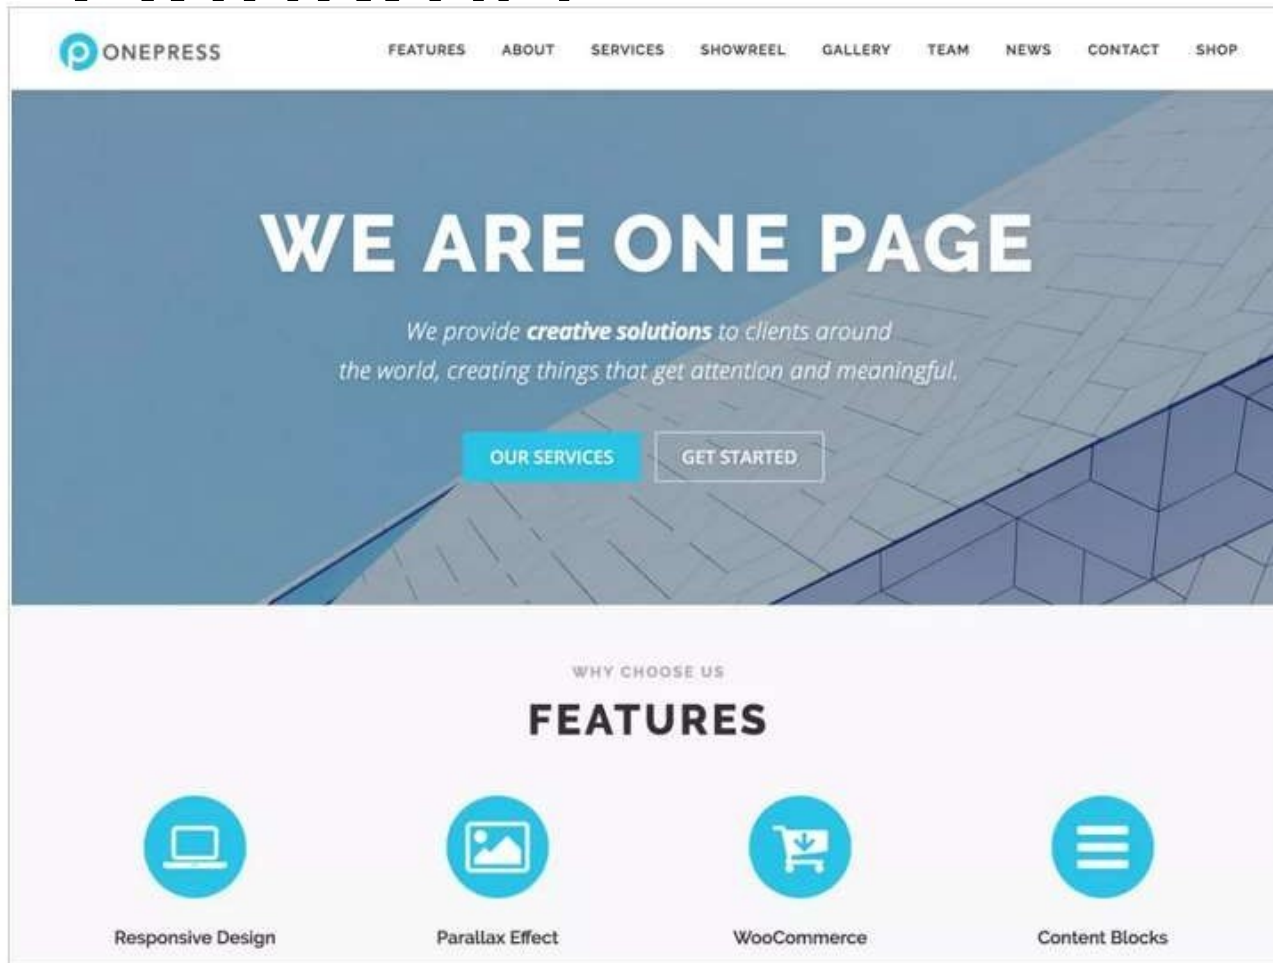 ONEPRESS
FEATURES ABOUT SERVICES SHOWREEL GALLERY TEAM NEWS CONTACT SHOP
WE ARE ONE PAGE
We provide creative solutions to clients around
the world, creating things that get attention and meaningful.
OUR SERVICES GET STARTED
WHY CHOOSE US
FEATURES
Responsive Design Parallax Effect WooCommerce Content Blocks